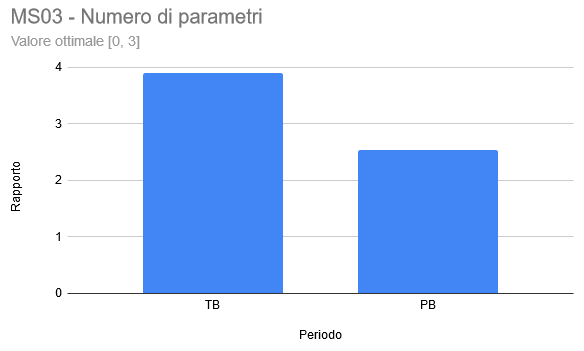 MS03 - Numero di parametri
Valore ottimale [0, 3]
4
3
2
1
0
Rapporto
TB
PB
Periodo